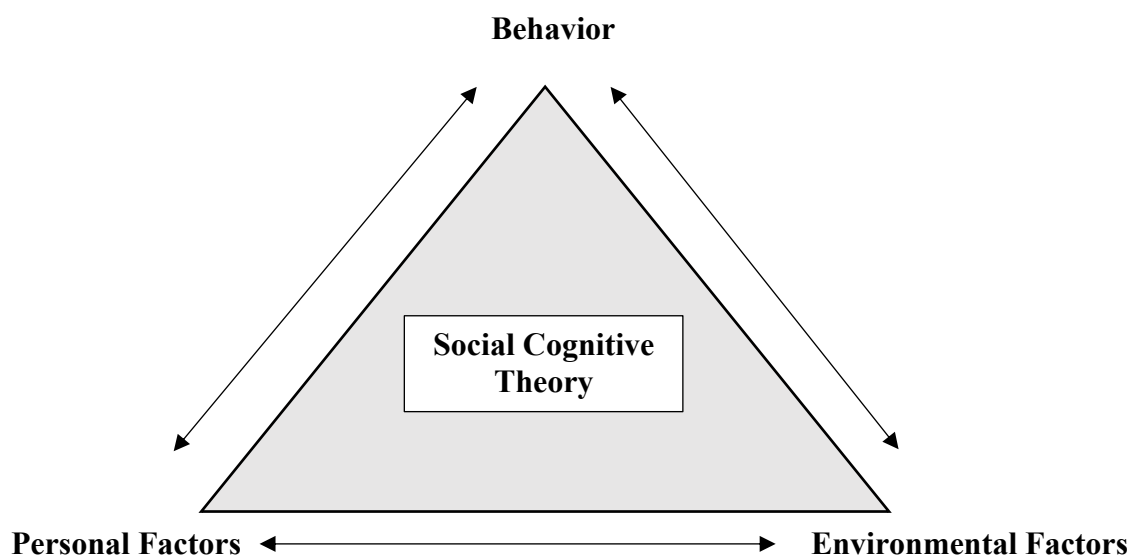 Behavior
Social Cognitive
Theory
Personal Factors
Environmental Factors